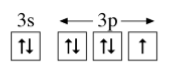 3s ← 3p →
↑↓ ↑↓ ↑↓ ↑